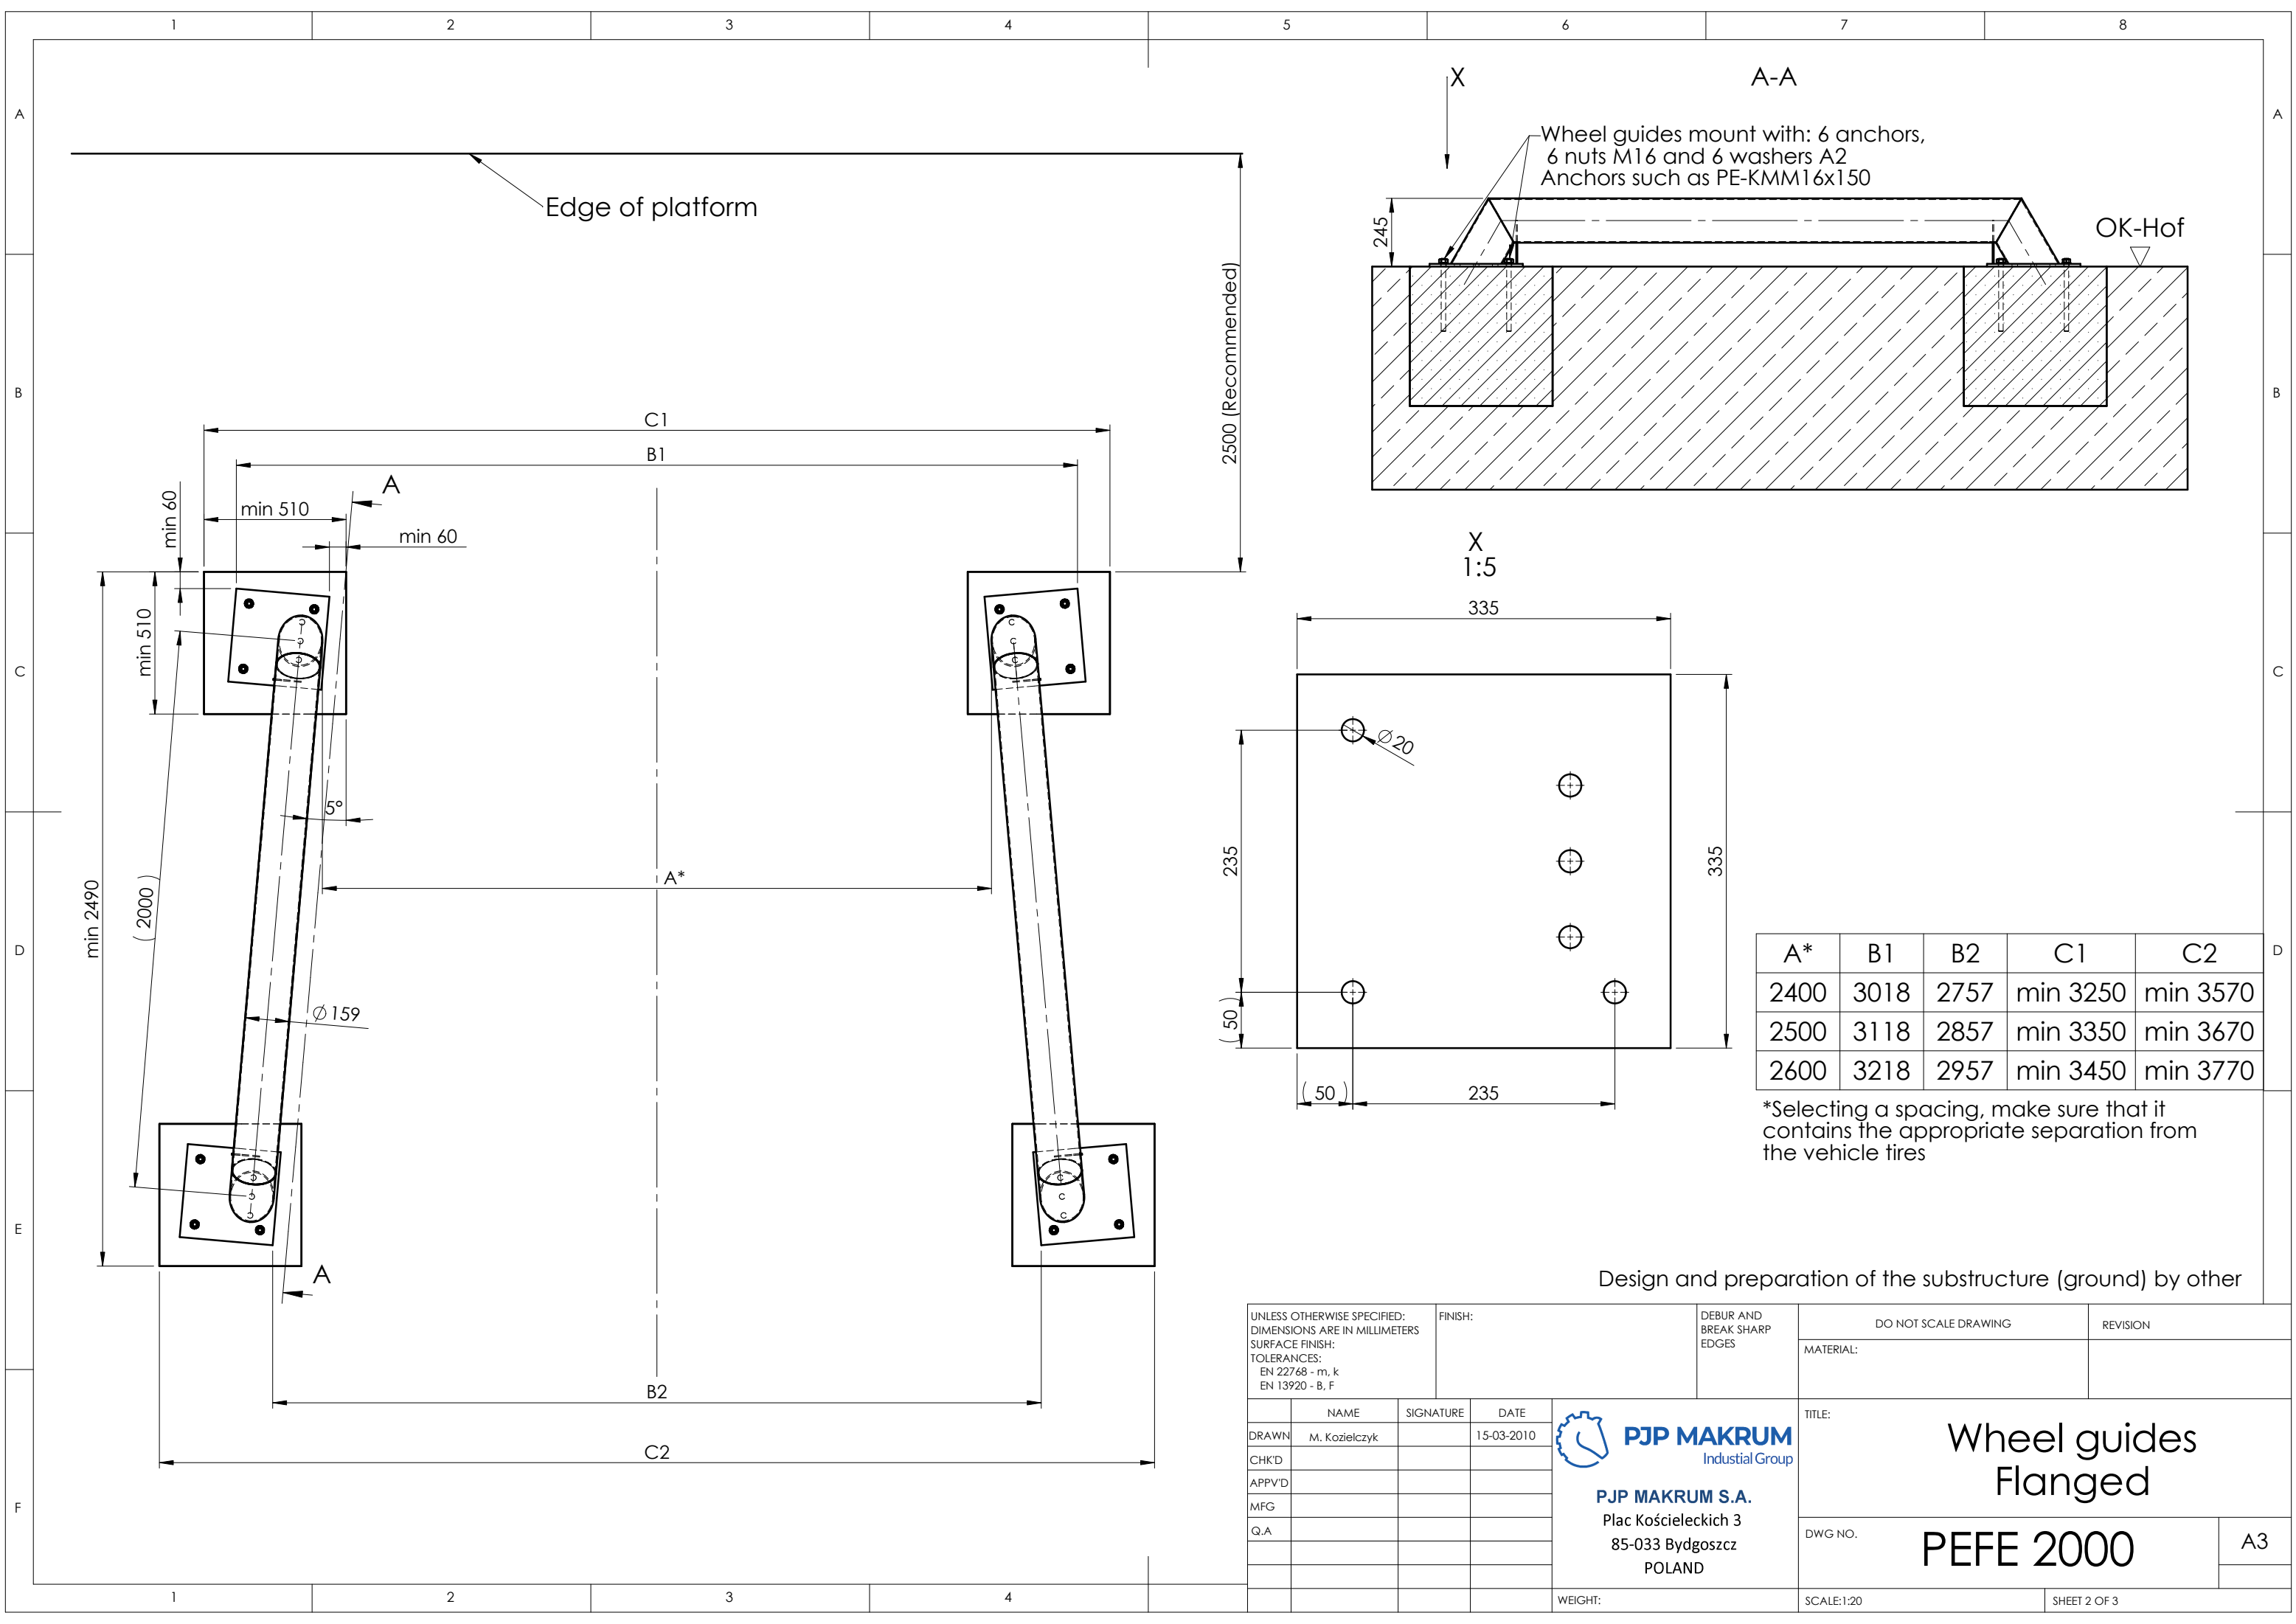 1 2 3 4 5 6 7 8
A
A
X
A-A
Wheel guides mount with: 6 anchors,
6 nuts M16 and 6 washers A2
Anchors such as PE-KMM16x150
Edge of platform
245
OK-Hof
2500 (Recommended)
B
B
C1
B1
A
min 60
min 510
min 60
X
1:5
min 510
335
C
C
Ø20
5°
235
335
A*
min 2490
(2000)
D
D
Ø159
(50)
(50)
235
A* B1 B2 C1 C2
2400 3018 2757 min 3250 min 3570
2500 3118 2857 min 3350 min 3670
2600 3218 2957 min 3450 min 3770
*Selecting a spacing, make sure that it
contains the appropriate separation from
the vehicle tires
E
A
B2
C2
F
Design and preparation of the substructure (ground) by other
UNLESS OTHERWISE SPECIFIED:
DIMENSIONS ARE IN MILLIMETERS
SURFACE FINISH:
TOLERANCES:
EN 22768 - m, k
EN 13920 - B, F
FINISH:
DEBUR AND
BREAK SHARP
EDGES
DO NOT SCALE DRAWING
REVISION
MATERIAL:
NAME SIGNATURE DATE
DRAWN M. Kozielczyk 15-03-2010
CHK'D
APPV'D
MFG
Q.A
PJP MAKRUM
Industial Group
PJP MAKRUM S.A.
Plac Kościeleckich 3
85-033 Bydgoszcz
POLAND
TITLE:
Wheel guides
Flanged
DWG NO.
PEFE 2000
A3
WEIGHT:
SCALE:1:20
SHEET 2 OF 3
1 2 3 4